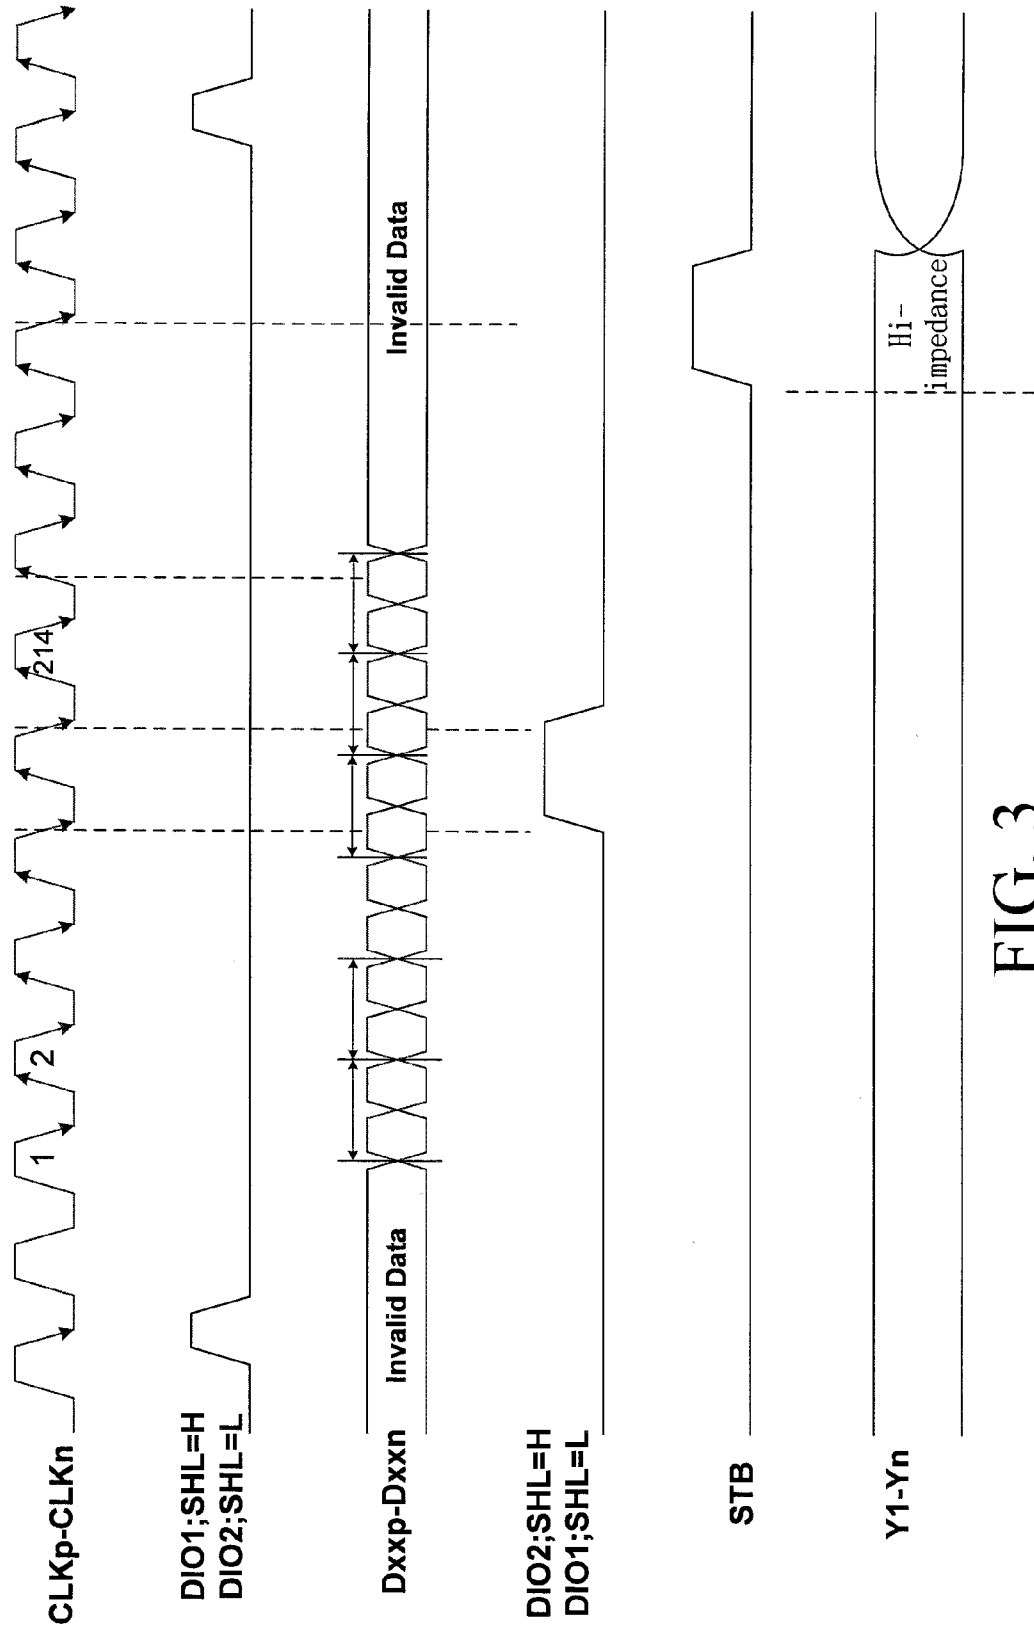 CLKp-CLKn
1
2
214
DIO1;SHL=H
DIO2;SHL=L
Dxxp-Dxxn
Invalid Data
Invalid Data
DIO2;SHL=H
DIO1;SHL=L
STB
Y1-Yn
Hi-
impedance
FIG. 3